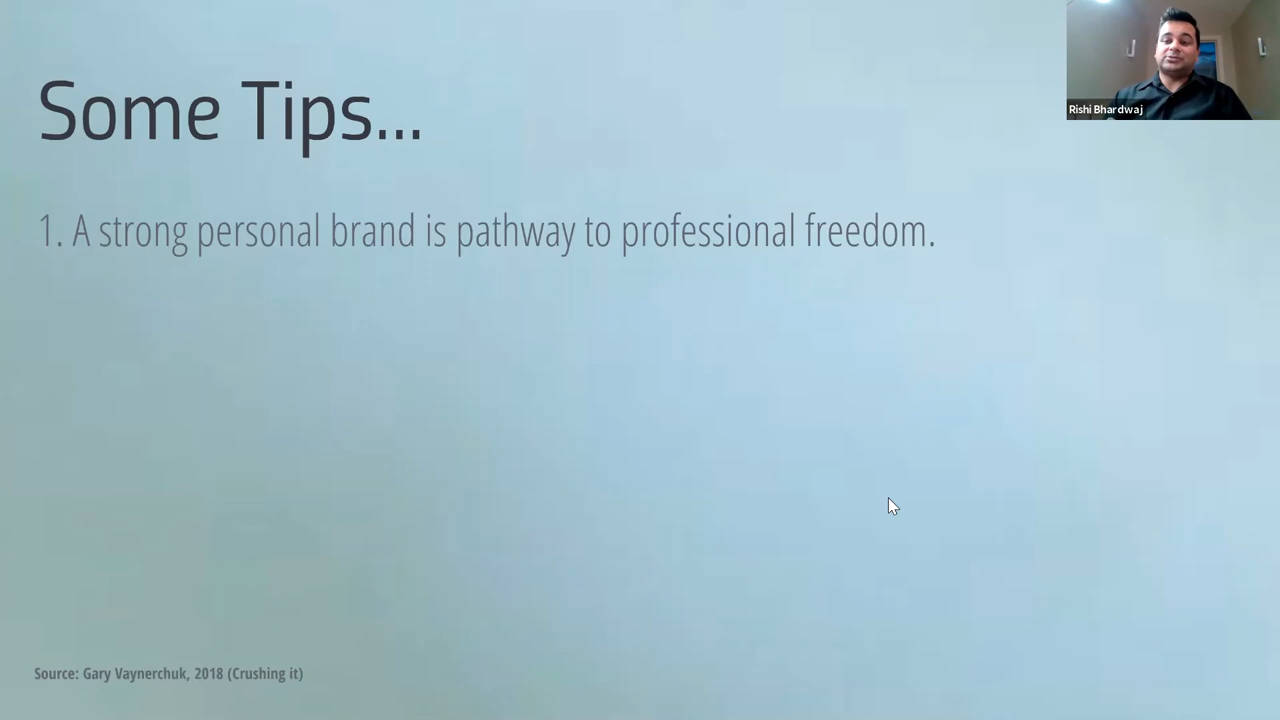 Some Tips...
Rishi Bhardwaj
1. A strong personal brand is pathway to professional freedom.
Source: Gary Vaynerchuk, 2018 (Crushing it)